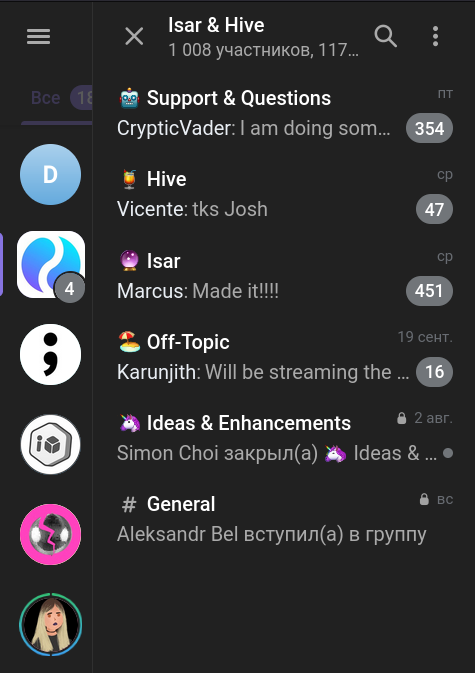 Isar & Hive
1 008 участников, 117...
Все 18
D
4
🤖 Support & Questions пт
CrypticVader: I am doing som... 354
🍹 Hive ср
Vicente: tks Josh 47
🔮 Isar ср
Marcus: Made it!!!! 451
🏖 Off-Topic 19 сент.
Karunjith: Will be streaming the ... 16
🦄 Ideas & Enhancements 2 авг.
Simon Choi закрыл(а) 🦄 Ideas & ...
# General вс
Aleksandr Bel вступил(а) в группу